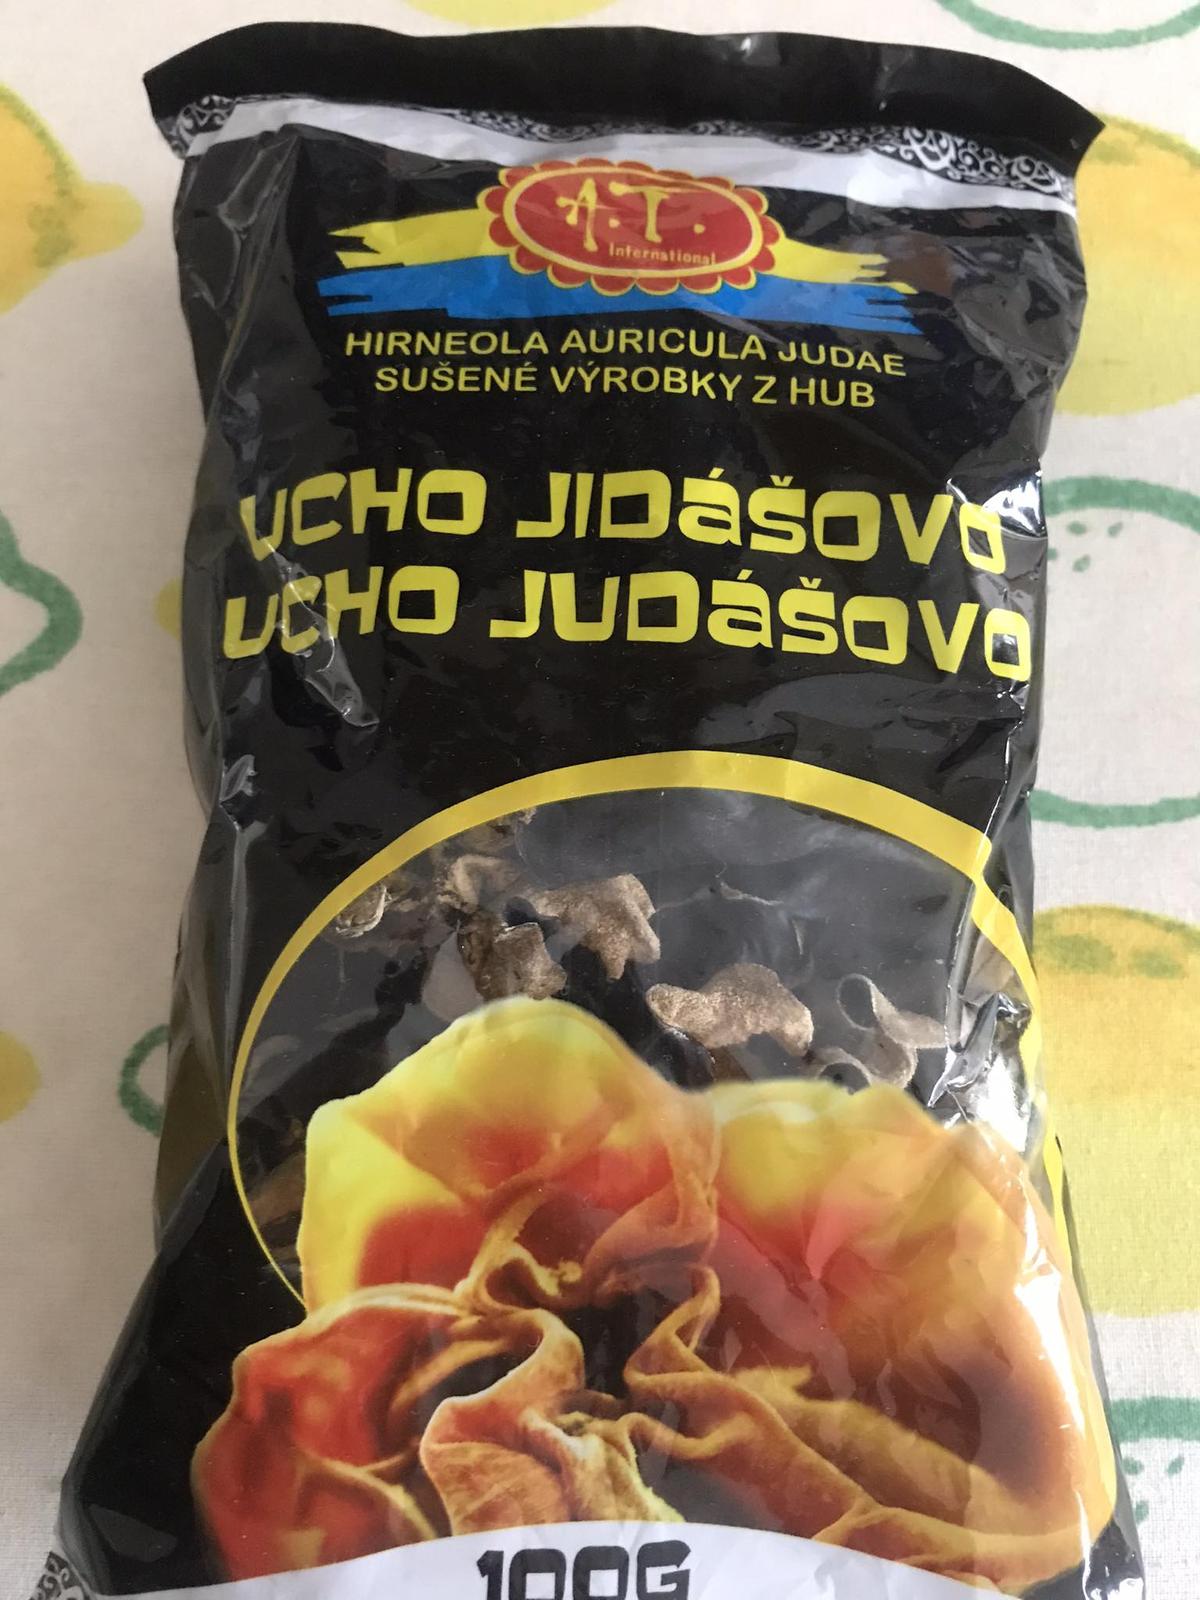 A.T.
International
HIRNEOLA AURICULA JUDAE
SUŠENÉ VÝROBKY Z HUB
UCHO JIDášOVO
UCHO JUDášOVO
100G